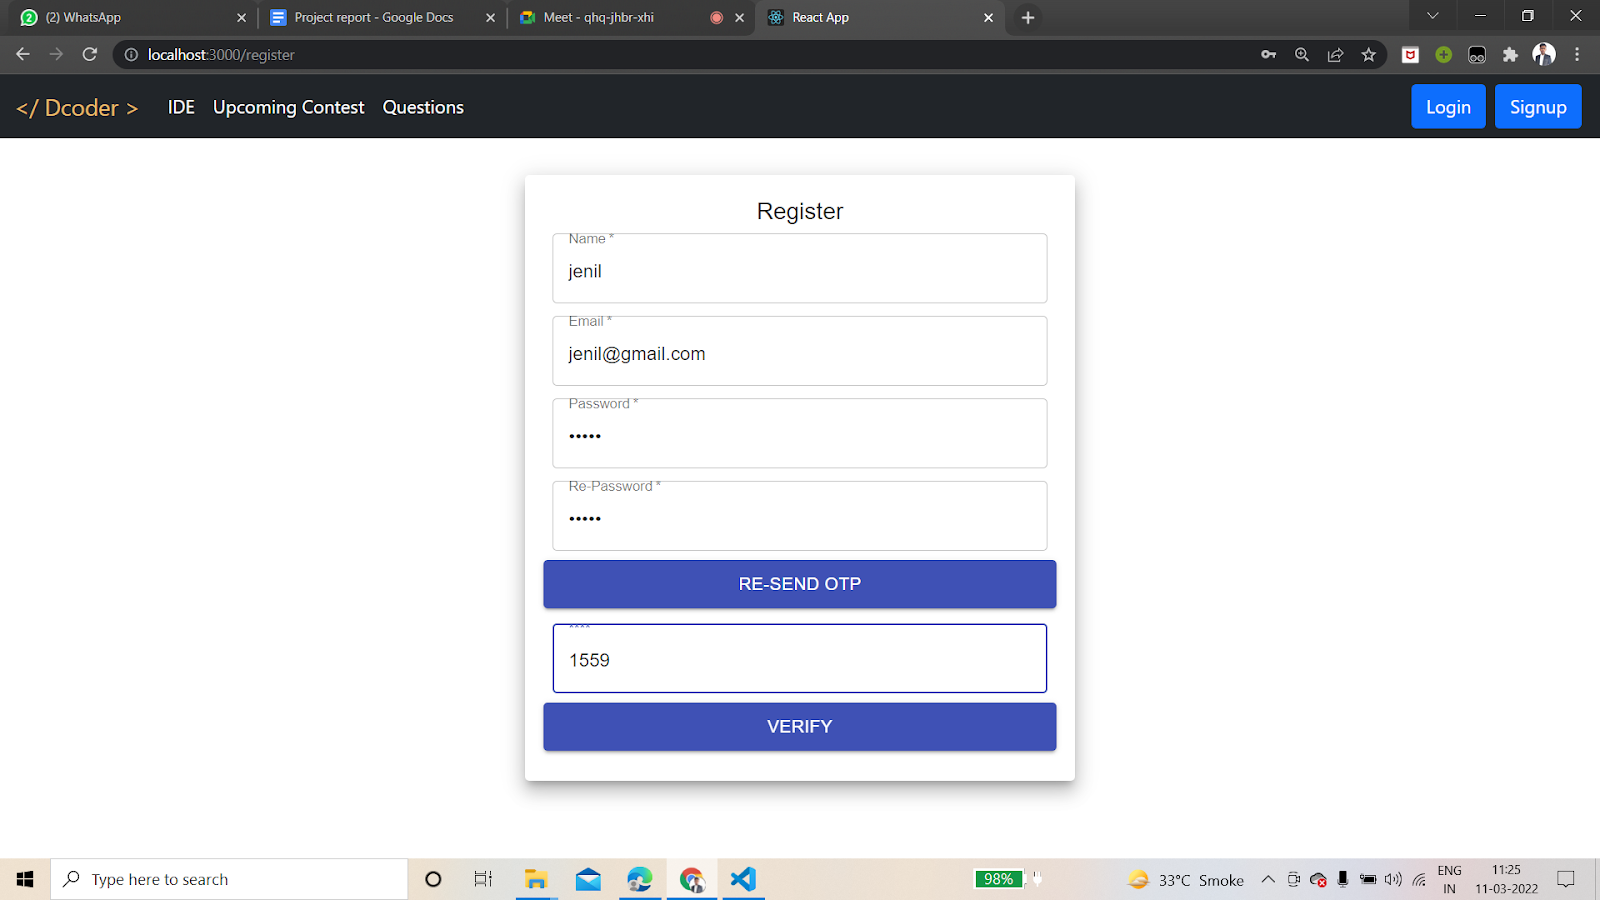 (2) WhatsApp
Project report - Google Docs
Meet - qhq-jhbr-xhi
React App
localhost:3000/register
</ Dcoder >
IDE
Upcoming Contest
Questions
Login
Signup
Register
Name *
jenil
Email *
jenil@gmail.com
Password *
•••••
Re-Password *
•••••
RE-SEND OTP
****
1559
VERIFY
Type here to search
98%
33°C Smoke
ENG
IN
11:25
11-03-2022